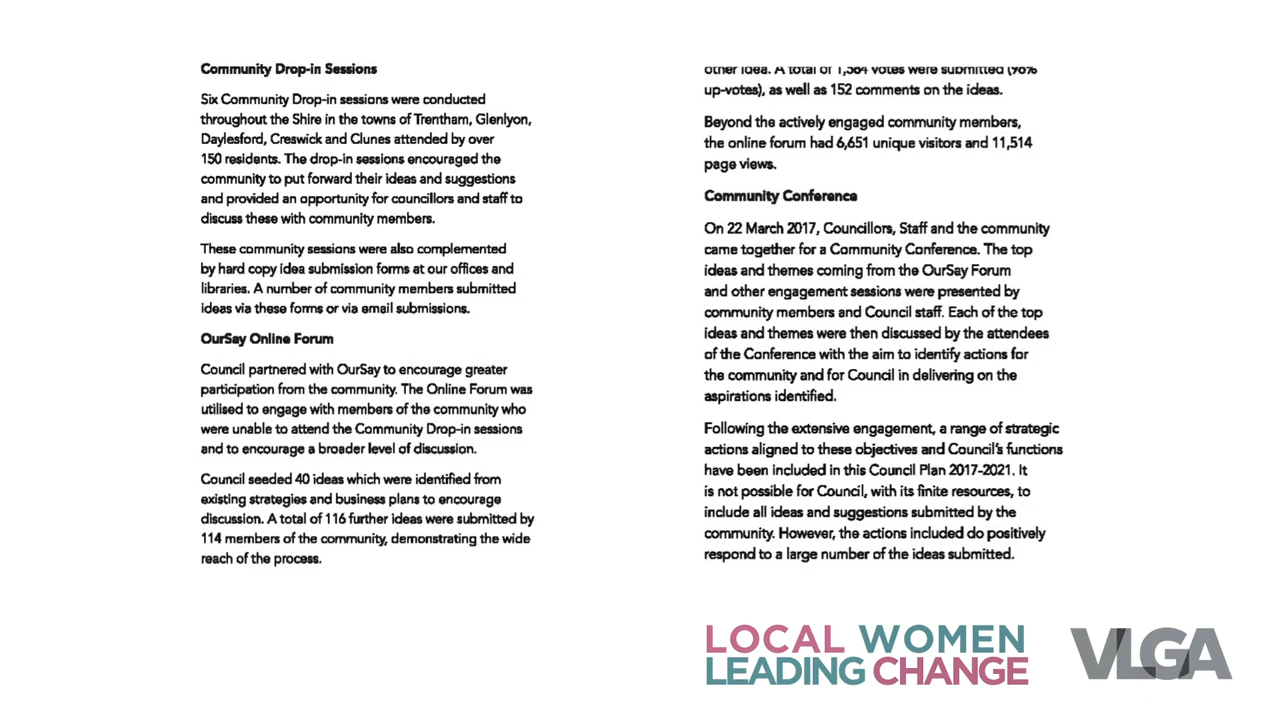 Community Drop-in Sessions
Six Community Drop-in sessions were conducted
throughout the Shire in the towns of Trentham, Glenlyon,
Daylesford, Creswick and Clunes attended by over
150 residents. The drop-in sessions encouraged the
community to put forward their ideas and suggestions
and provided an opportunity for councillors and staff to
discuss these with community members.
These community sessions were also complemented
by hard copy idea submission forms at our offices and
libraries. A number of community members submitted
ideas via these forms or via email submissions.
OurSay Online Forum
Council partnered with OurSay to encourage greater
participation from the community. The Online Forum was
utilised to engage with members of the community who
were unable to attend the Community Drop-in sessions
and to encourage a broader level of discussion.
Council seeded 40 ideas which were identified from
existing strategies and business plans to encourage
discussion. A total of 116 further ideas were submitted by
114 members of the community, demonstrating the wide
reach of the process.
other idea. A total of votes were submitted
up-votes), as well as 152 comments on the ideas.
Beyond the actively engaged community members,
the online forum had 6,651 unique visitors and 11,514
page views.
Community Conference
On 22 March 2017, Councillors, Staff and the community
came together for a Community Conference. The top
ideas and themes coming from the OurSay Forum
and other engagement sessions were presented by
community members and Council staff. Each of the top
ideas and themes were then discussed by the attendees
of the Conference with the aim to identify actions for
the community and for Council in delivering on the
aspirations identified.
Following the extensive engagement, a range of strategic
actions aligned to these objectives and Council's functions
have been included in this Council Plan 2017-2021. It
is not possible for Council, with its finite resources, to
include all ideas and suggestions submitted by the
community. However, the actions included do positively
respond to a large number of the ideas submitted.
LOCAL WOMEN
LEADING CHANGE
VLGA